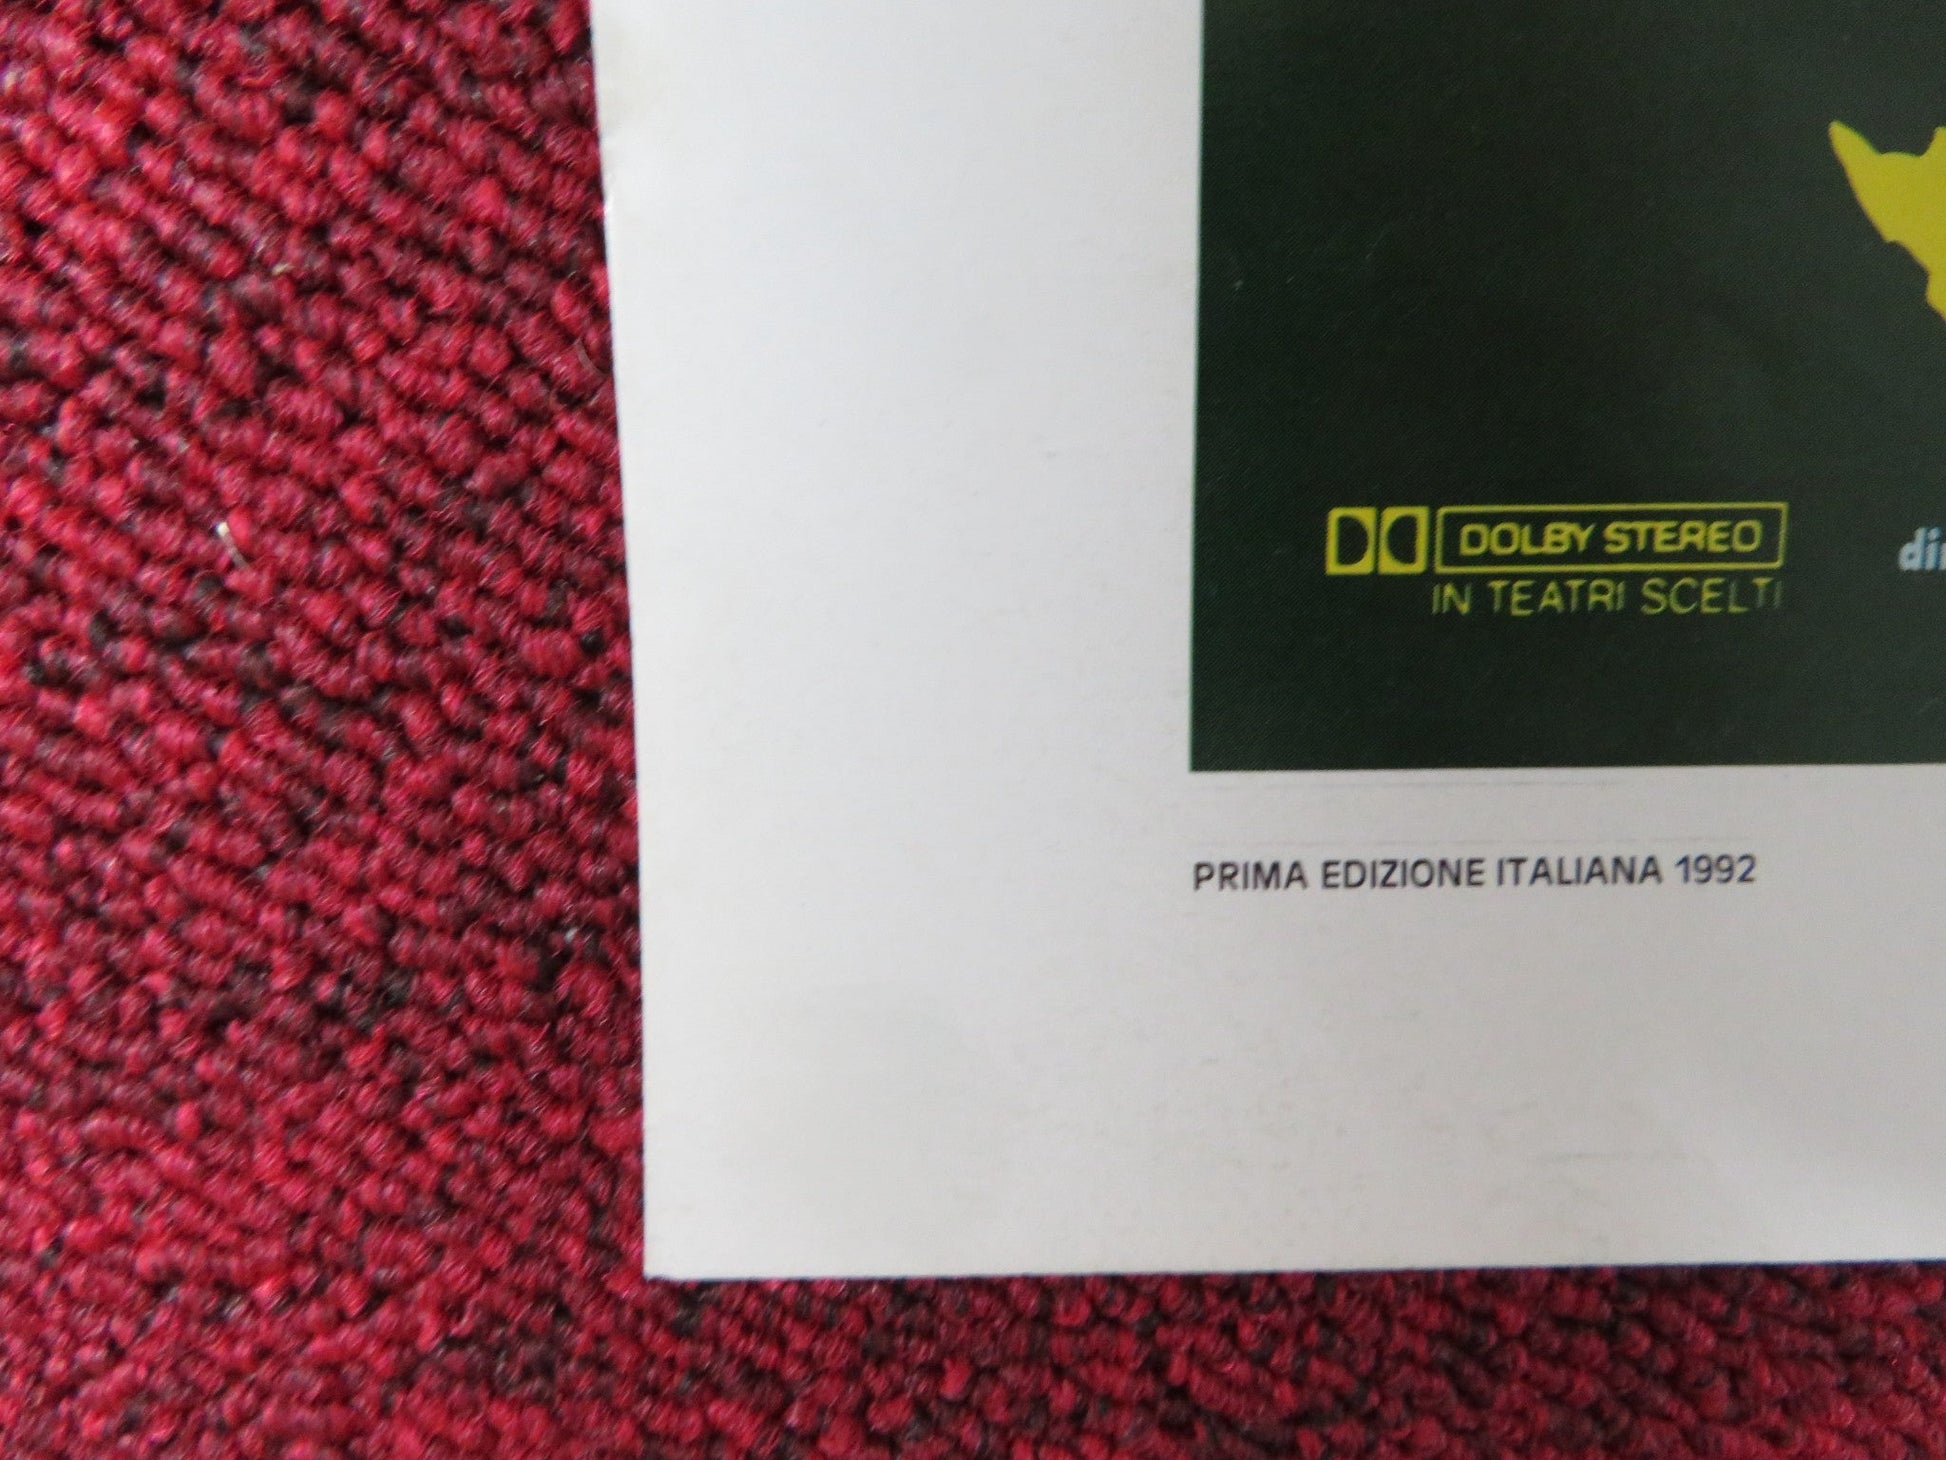 DOLBY STEREO
IN TEATRI SCELTI
PRIMA EDIZIONE ITALIANA 1992